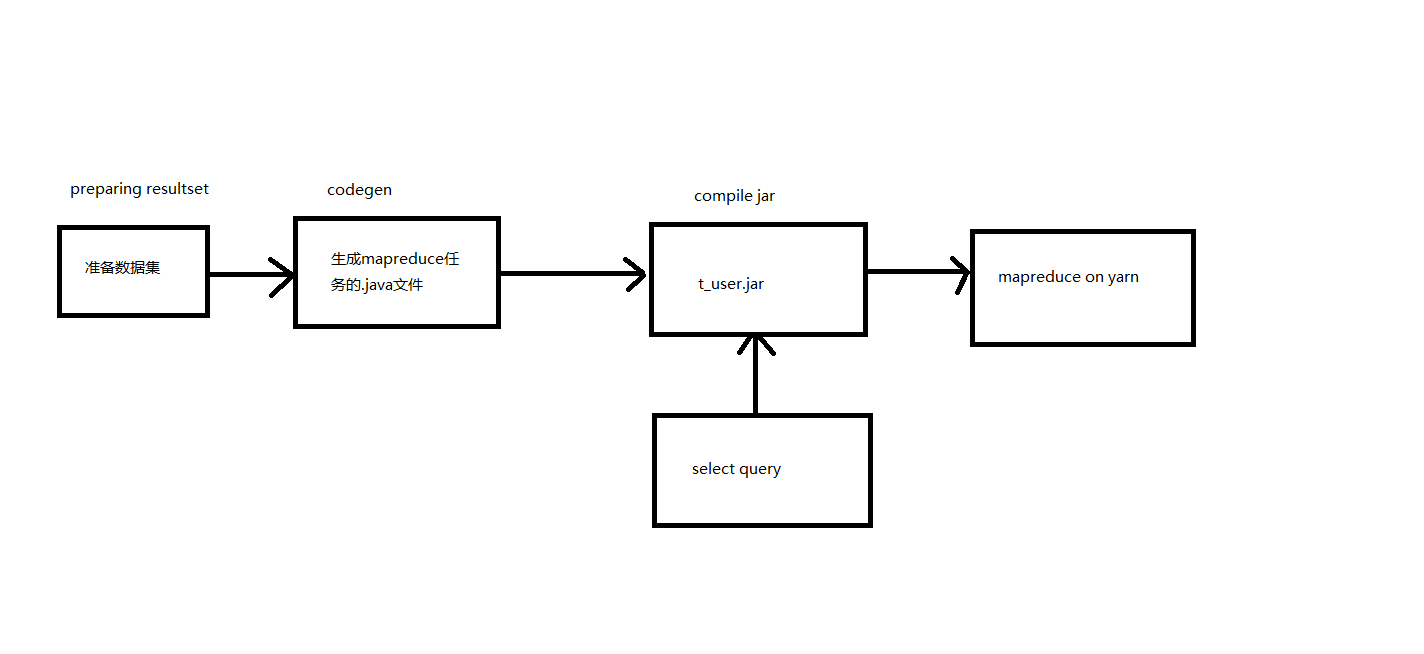 preparing resultset
codegen
compile jar
准备数据集
生成mapreduce任
务的.java文件
t_user.jar
mapreduce on yarn
select query